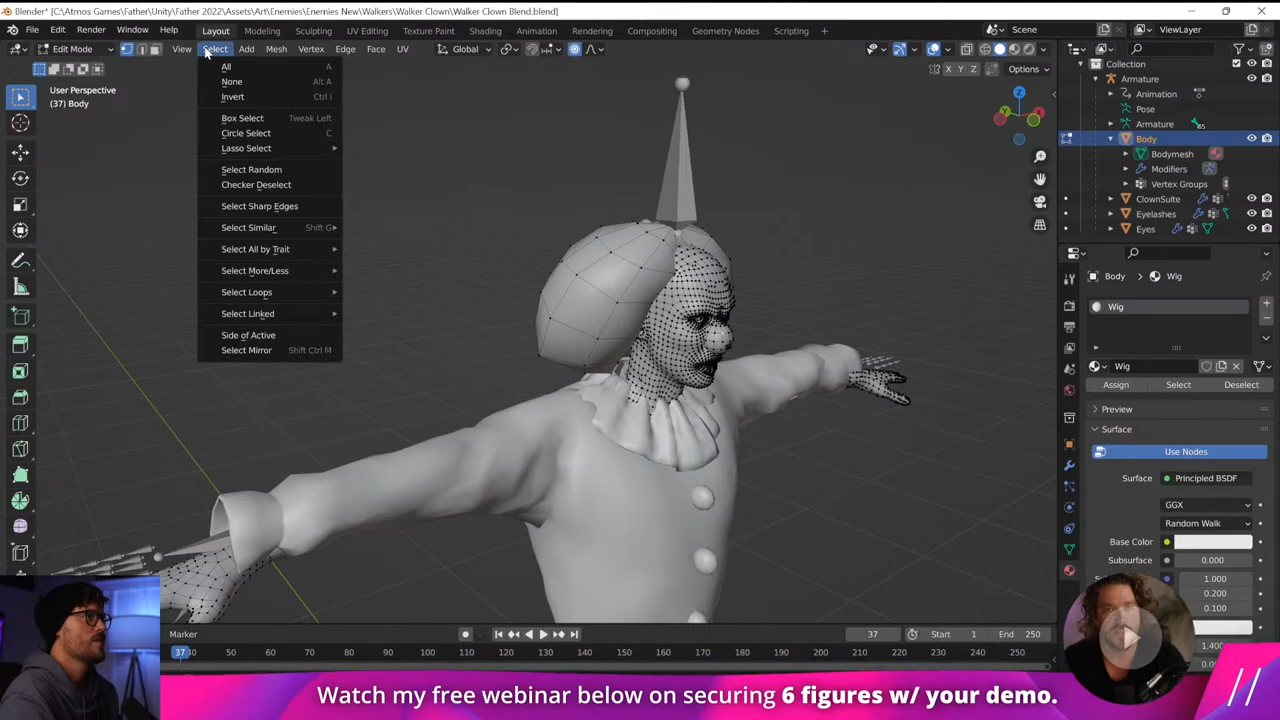 Blender* [C:\Atmos Games\Father\Unity\Father 2022\Assets\Art\Enemies\Enemies New\Walkers\Walker Clown\Walker Clown Blend.blend]
File Edit Render Window Help Layout Modeling Sculpting UV Editing Texture Paint Shading Animation Rendering Compositing Geometry Nodes Scripting + Scene ViewLayer
Edit Mode View Select Add Mesh Vertex Edge Face UV Global
X Y Z Options
User Perspective
(37) Body
All A
None Alt A
Invert Ctrl I
Box Select Tweak Left
Circle Select C
Lasso Select
Select Random
Checker Deselect
Select Sharp Edges
Select Similar Shift G
Select All by Trait
Select More/Less
Select Loops
Select Linked
Side of Active
Select Mirror Shift Ctrl M
Z
X
Collection
Armature
Animation
Pose
Armature
Body
Bodymesh
Modifiers
Vertex Groups
ClownSuite
Eyelashes
Eyes
Body Wig
Wig
Wig
Assign Select Deselect
Preview
Surface
Use Nodes
Surface Principled BSDF
GGX
Random Walk
Base Color
Subsurface 0.000
1.000
0.200
0.100
1.400
Marker 37 Start 1 End 250
37 40 50 60 70 80 90 100 110 120 130 140 150 160 170 180 190 200 210 220 230 240 250
Watch my free webinar below on securing 6 figures w/ your demo.
//